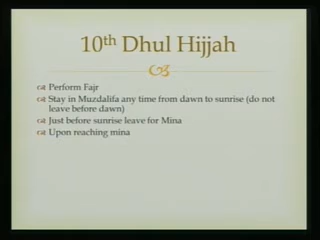 10th Dhul Hijjah
Perform Fajr
Stay in Muzdalifa any time from dawn to sunrise (do not
leave before dawn)
Just before sunrise leave for Mina
Upon reaching mina